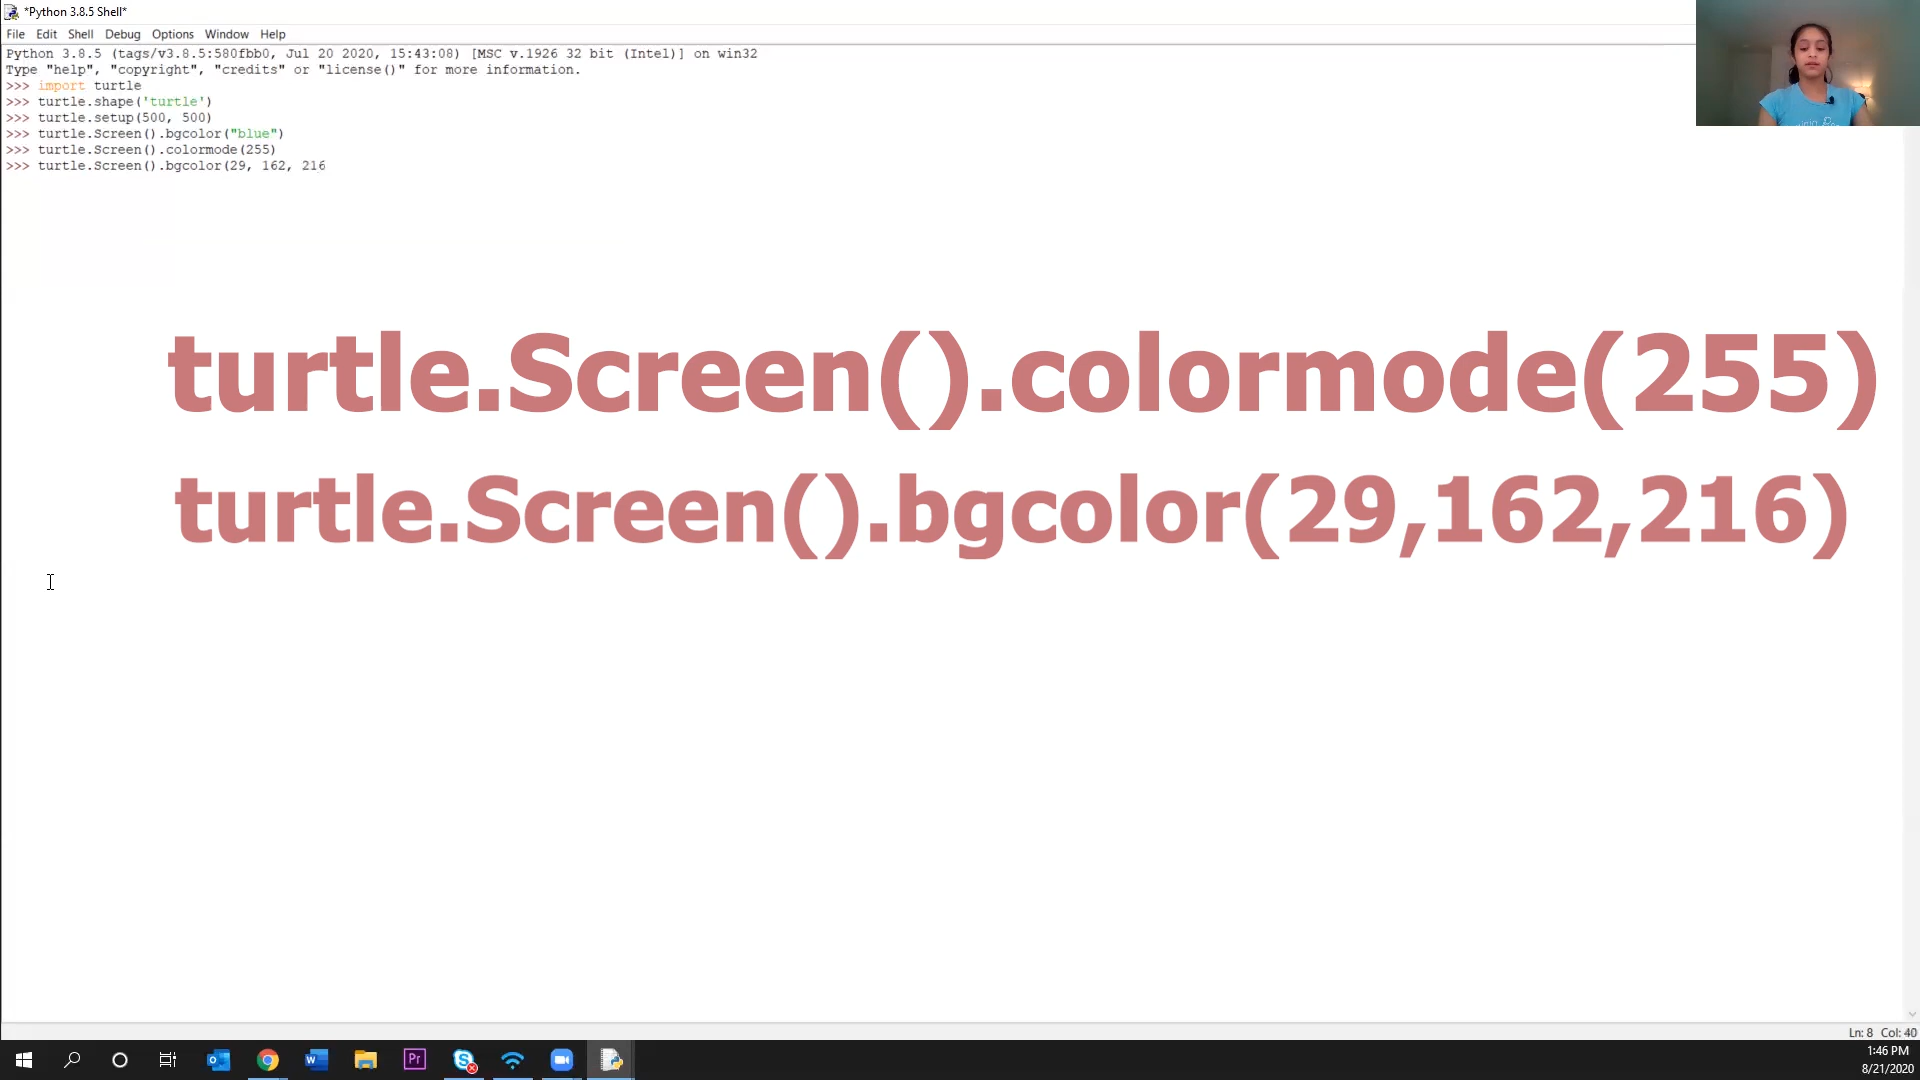 *Python 3.8.5 Shell*
File Edit Shell Debug Options Window Help
Python 3.8.5 (tags/v3.8.5:580fbb0, Jul 20 2020, 15:43:08) [MSC v.1926 32 bit (Intel)] on win32
Type "help", "copyright", "credits" or "license()" for more information.
>>> import turtle
>>> turtle.shape('turtle')
>>> turtle.setup(500, 500)
>>> turtle.Screen().bgcolor("blue")
>>> turtle.Screen().colormode(255)
>>> turtle.Screen().bgcolor(29, 162, 216
turtle.Screen().colormode(255)
turtle.Screen().bgcolor(29,162,216)
Ln: 8 Col: 40
Pr
1:46 PM
8/21/2020